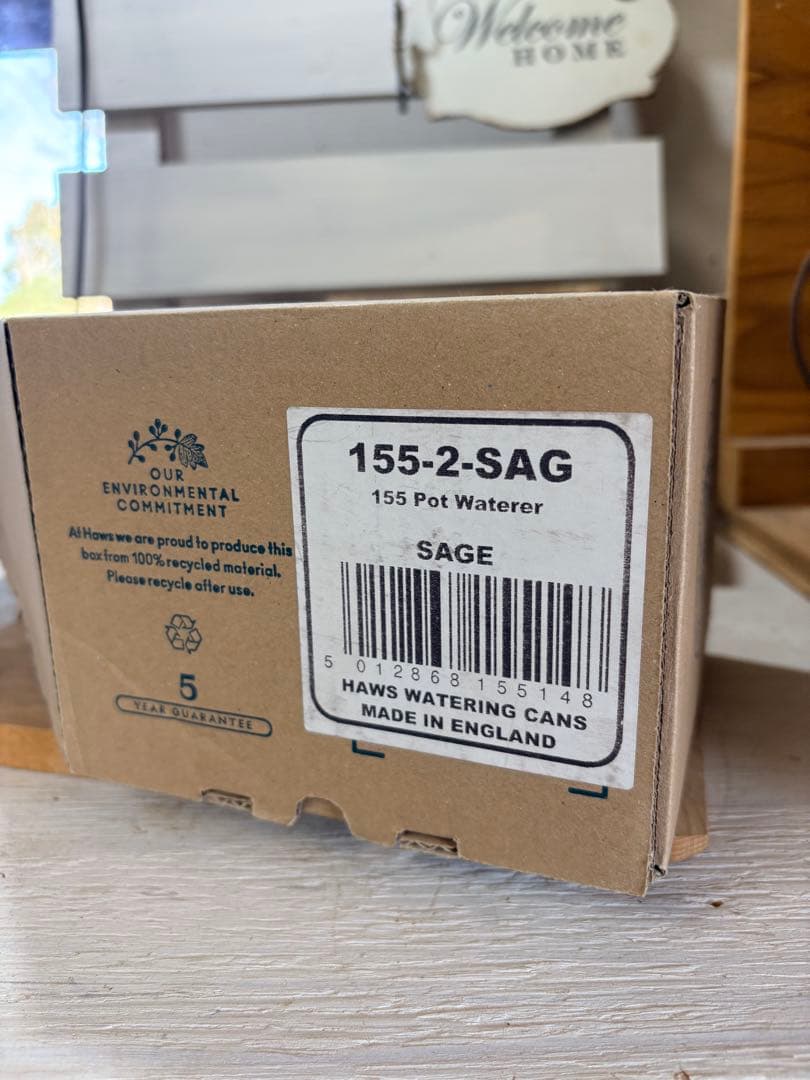 Welcome
HOME
OUR
ENVIRONMENTAL
COMMITMENT
At Haws we are proud to produce this
box from 100% recycled material.
Please recycle after use.
5
YEAR GUARANTEE
155-2-SAG
155 Pot Waterer
SAGE
5 012868 155148
HAWS WATERING CANS
MADE IN ENGLAND